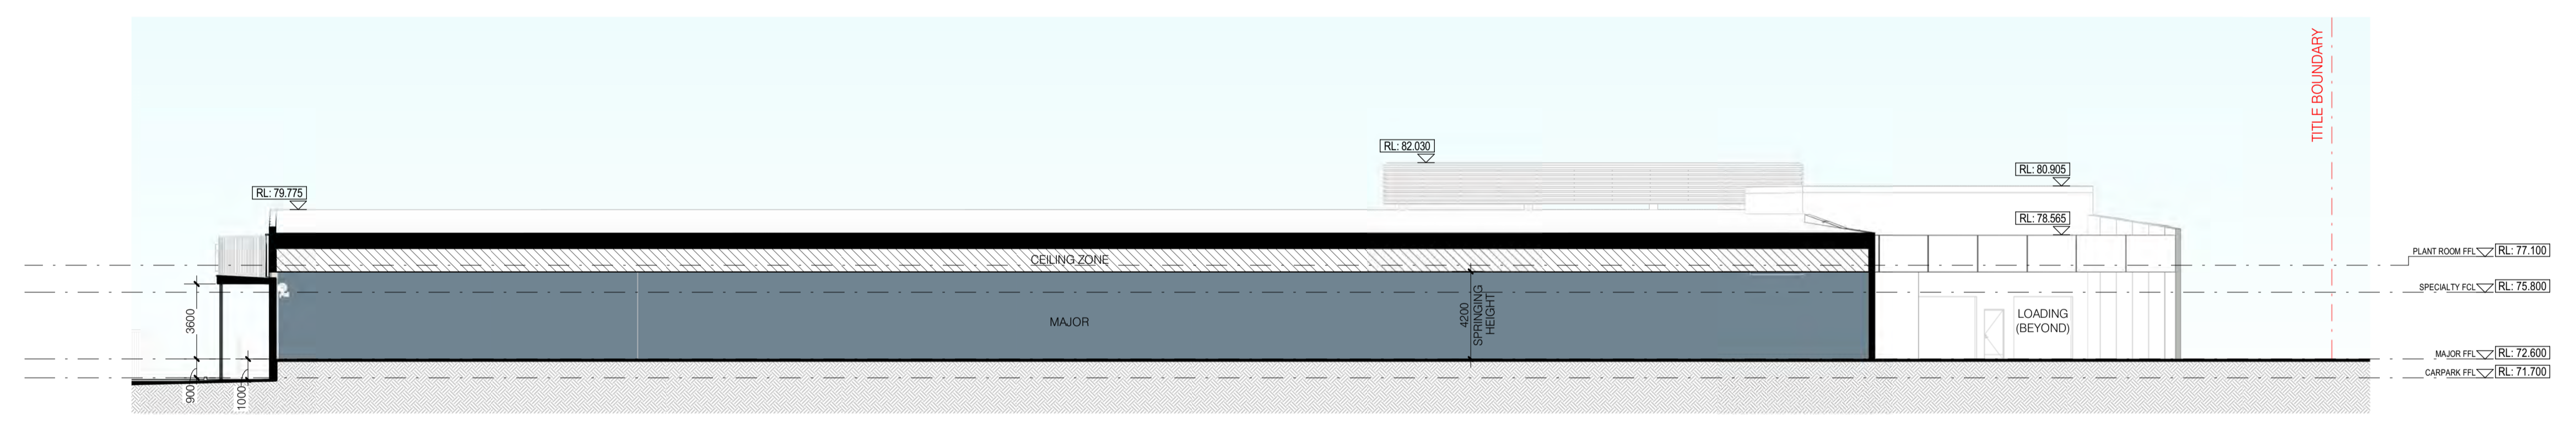 TITLE BOUNDARY
RL: 82.030
RL: 80.905
RL: 79.775
RL: 78.565
PLANT ROOM FFL RL: 77.100
CEILING ZONE
SPECIALTY FCL RL: 75.800
3600
MAJOR
4200
SPRINGING
HEIGHT
LOADING
(BEYOND)
MAJOR FFL RL: 72.600
CARPARK FFL RL: 71.700
900
1000